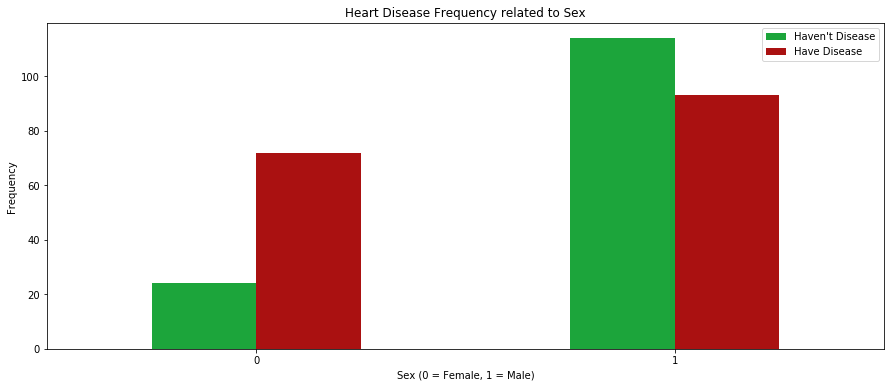 Heart Disease Frequency related to Sex
Haven't Disease
Have Disease
Frequency
100
80
60
40
20
0
0
1
Sex (0 = Female, 1 = Male)